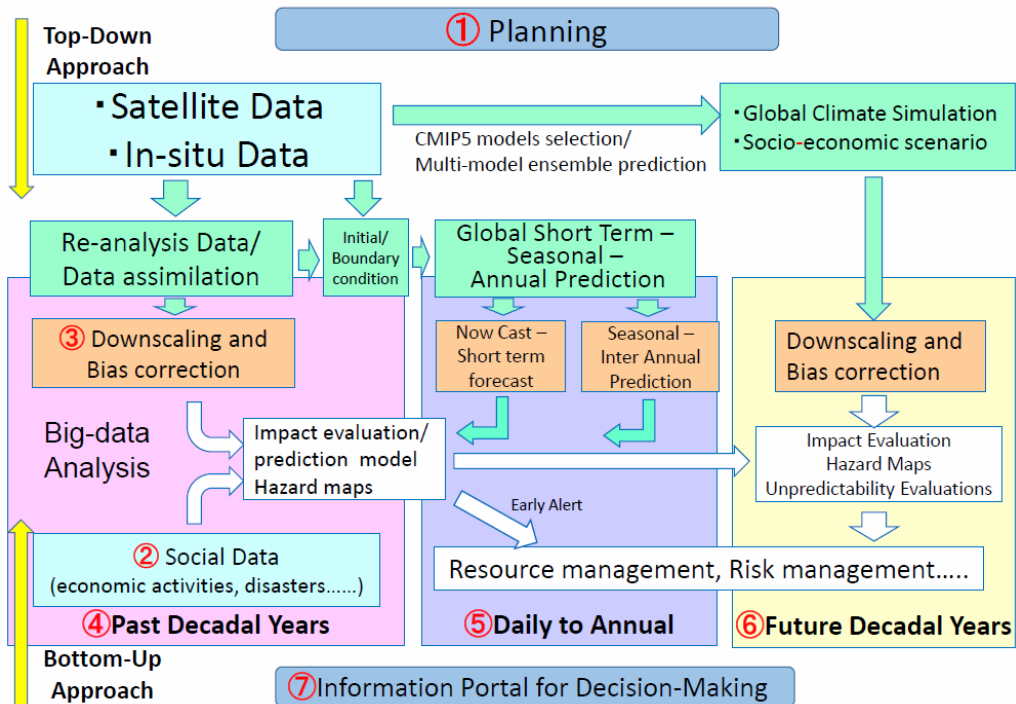 ① Planning
Top-Down
Approach
・Satellite Data
・In-situ Data
CMIP5 models selection/
Multi-model ensemble prediction
・Global Climate Simulation
・Socio-economic scenario
Re-analysis Data/
Data assimilation
Initial/
Boundary
condition
Global Short Term –
Seasonal –
Annual Prediction
③ Downscaling and
Bias correction
Now Cast –
Short term
forecast
Seasonal –
Inter Annual
Prediction
Downscaling and
Bias correction
Big-data
Analysis
Impact evaluation/
prediction model
Hazard maps
Impact Evaluation
Hazard Maps
Unpredictability Evaluations
Early Alert
② Social Data
(economic activities, disasters……)
Resource management, Risk management…..
④Past Decadal Years
⑤Daily to Annual
⑥Future Decadal Years
Bottom-Up
Approach
⑦Information Portal for Decision-Making